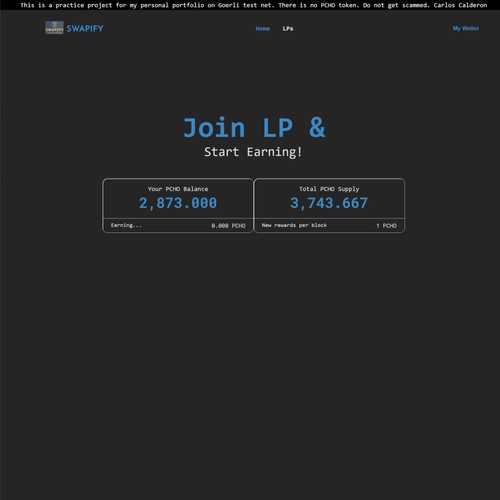 This is a practice project for my personal portfolio on Goerli test net. There is no PCHO token. Do not get scammed. Carlos Calderon
SWAPIFY Home LPs My Wallet
Join LP &
Start Earning!
Your PCHO Balance Total PCHO Supply
2,873.000 3,743.667
Earning... 0.000 PCHO New rewards per block 1 PCHO